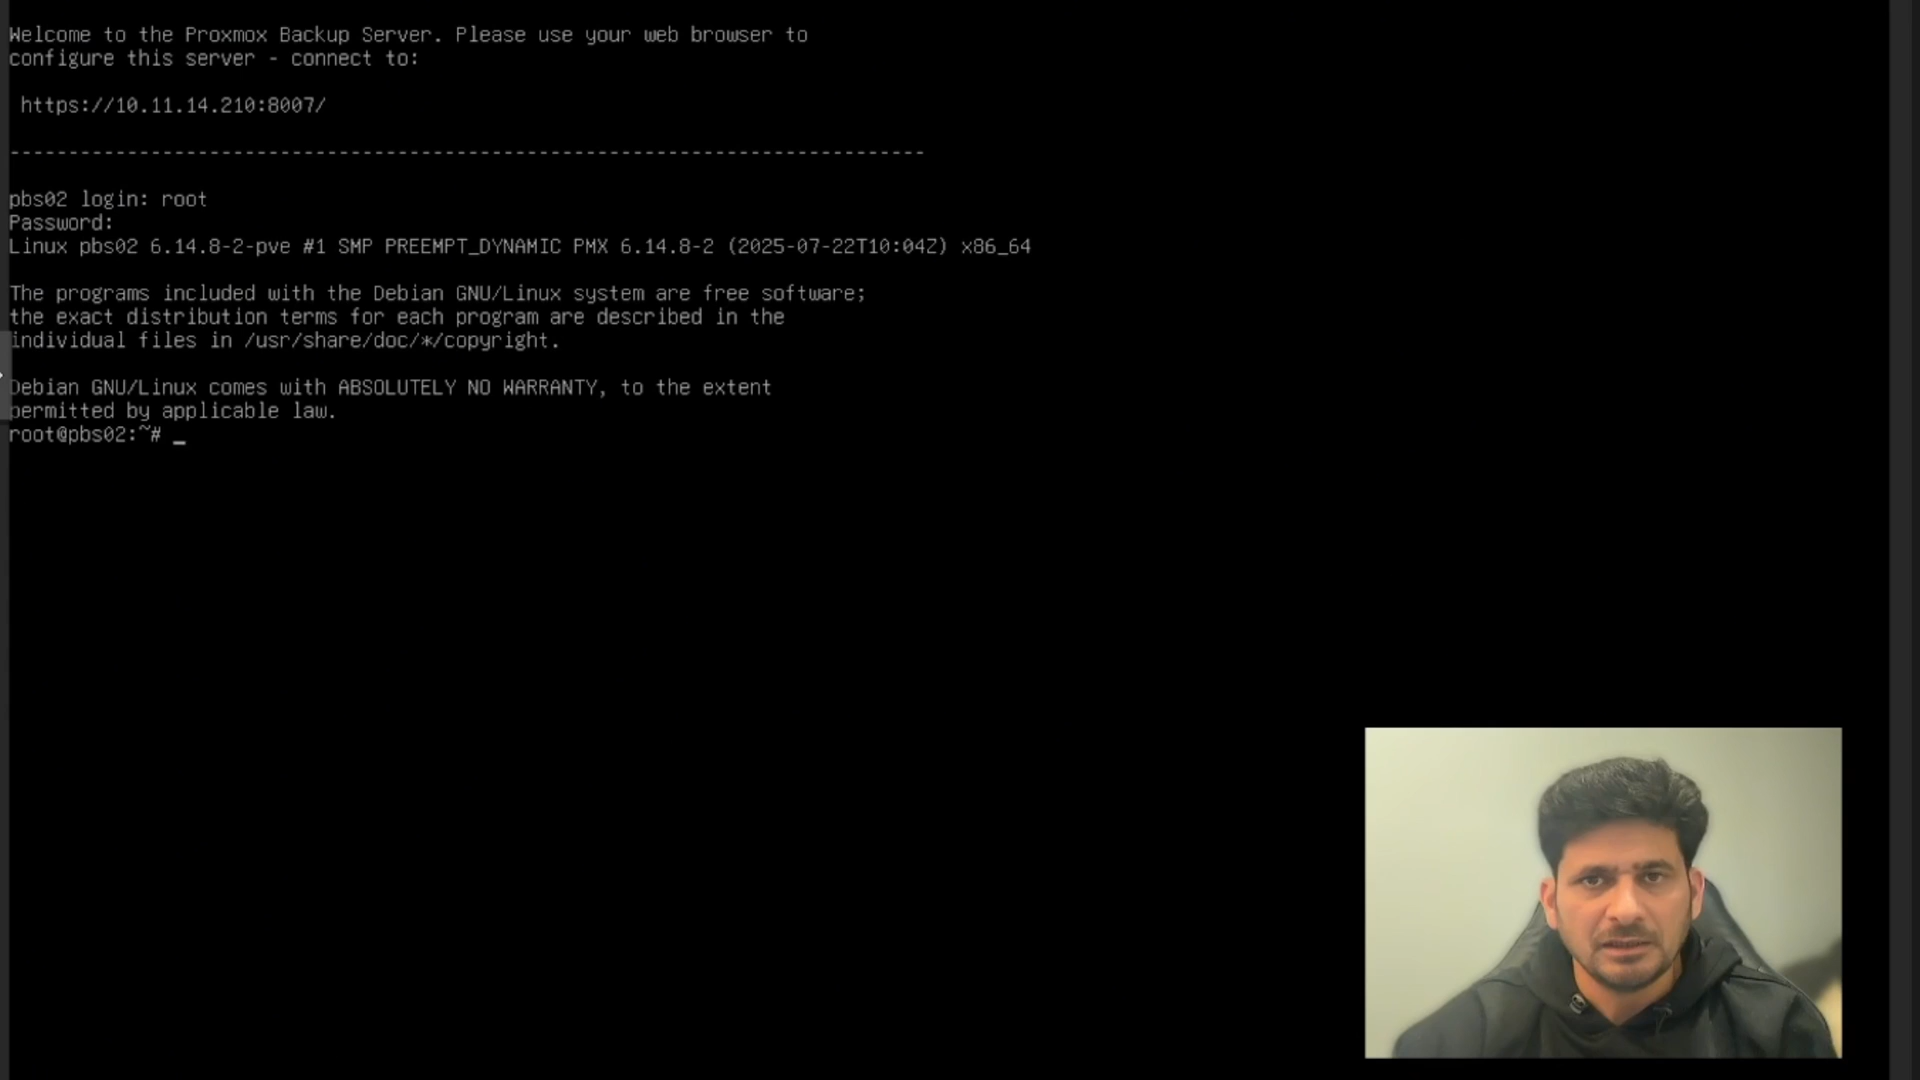 Welcome to the Proxmox Backup Server. Please use your web browser to
configure this server - connect to:
https://10.11.14.210:8007/
------------------------------------------------------------------------------
pbs02 login: root
Password:
Linux pbs02 6.14.8-2-pve #1 SMP PREEMPT_DYNAMIC PMX 6.14.8-2 (2025-07-22T10:04Z) x86_64
The programs included with the Debian GNU/Linux system are free software;
the exact distribution terms for each program are described in the
individual files in /usr/share/doc/*/copyright.
Debian GNU/Linux comes with ABSOLUTELY NO WARRANTY, to the extent
permitted by applicable law.
root@pbs02:~# _